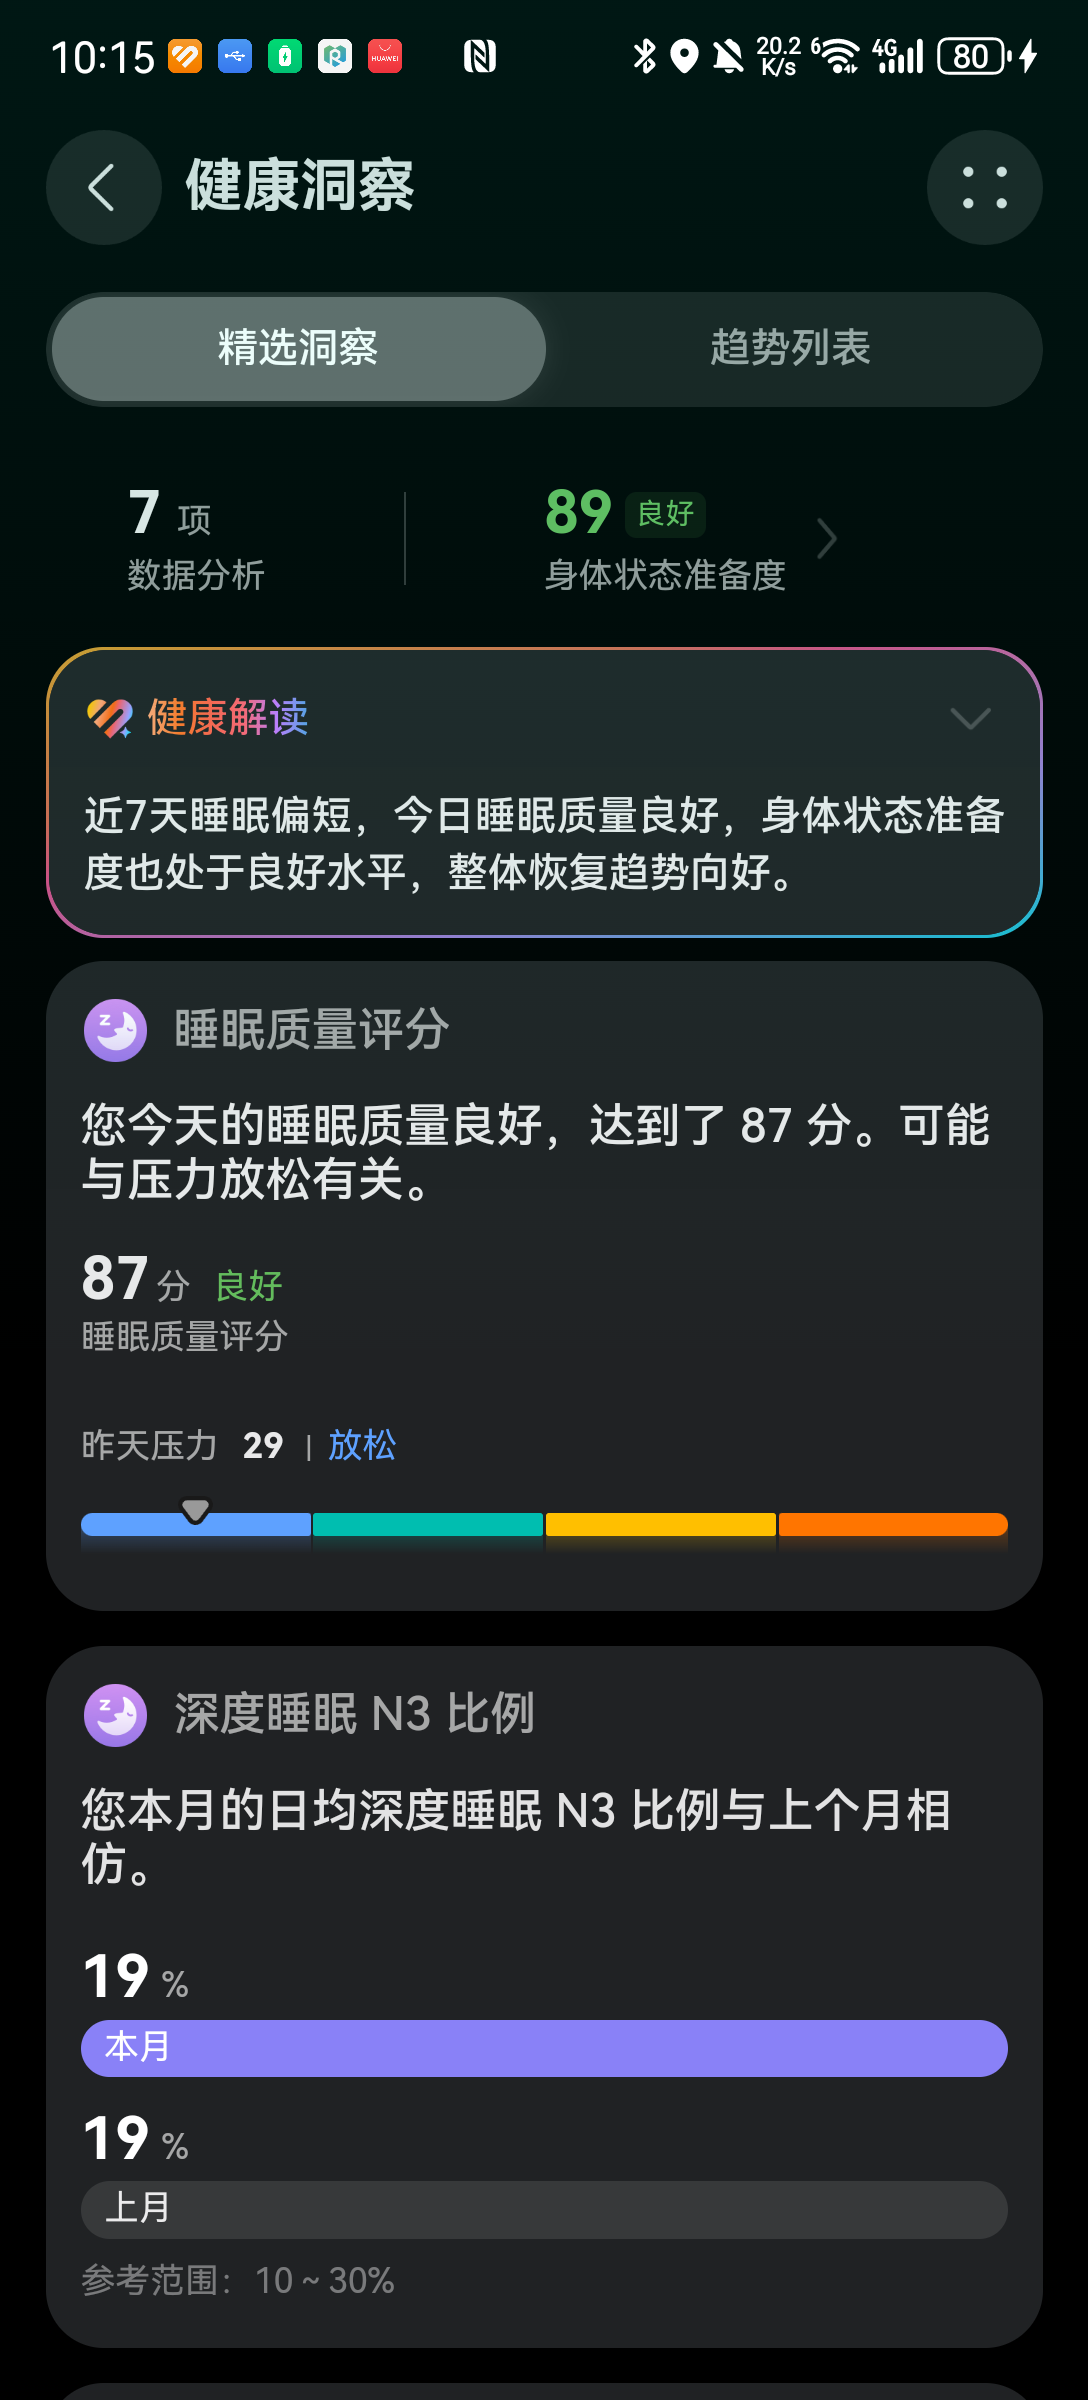 10:15
HUAWEI
20.2
K/s
6
4G
80
健康洞察
精选洞察
趋势列表
7 项
数据分析
89 良好
身体状态准备度
健康解读
近7天睡眠偏短，今日睡眠质量良好，身体状态准备
度也处于良好水平，整体恢复趋势向好。
睡眠质量评分
您今天的睡眠质量良好，达到了 87 分。可能
与压力放松有关。
87 分 良好
睡眠质量评分
昨天压力 29 | 放松
深度睡眠 N3 比例
您本月的日均深度睡眠 N3 比例与上个月相
仿。
19 %
本月
19 %
上月
参考范围：10 ~ 30%